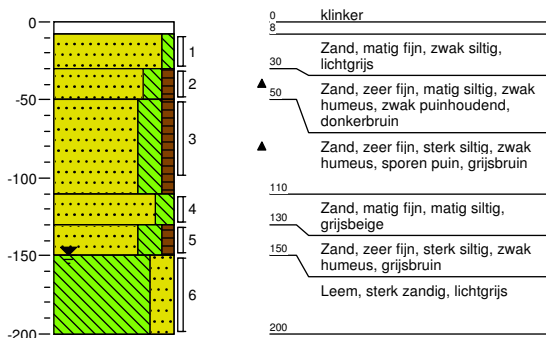 0
-50
-100
-150
-200
1
2
3
4
5
6
0
klinker
8
Zand, matig fijn, zwak siltig,
lichtgrijs
30
Zand, zeer fijn, matig siltig, zwak
humeus, zwak puinhoudend,
donkerbruin
50
Zand, zeer fijn, sterk siltig, zwak
humeus, sporen puin, grijsbruin
110
Zand, matig fijn, matig siltig,
grijsbeige
130
Zand, zeer fijn, sterk siltig, zwak
humeus, grijsbruin
150
Leem, sterk zandig, lichtgrijs
200